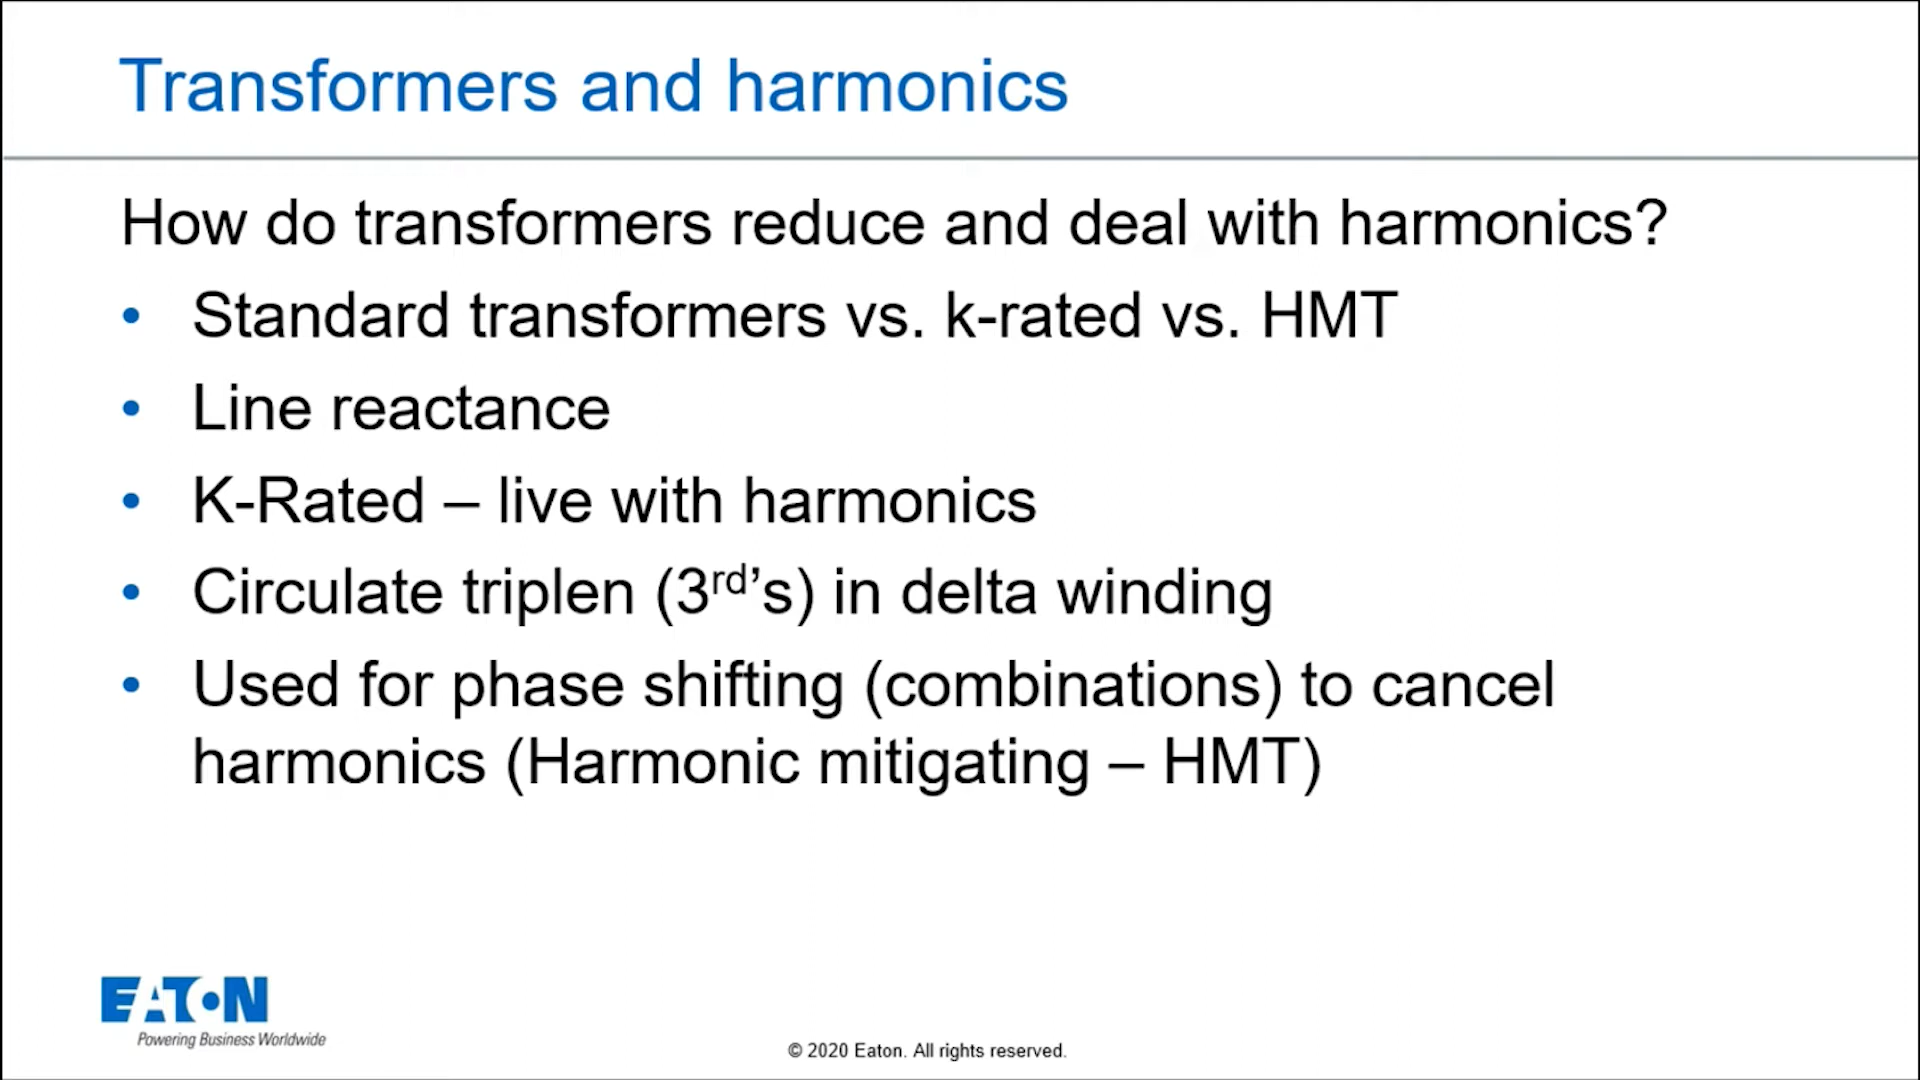 Transformers and harmonics
How do transformers reduce and deal with harmonics?
• Standard transformers vs. k-rated vs. HMT
• Line reactance
• K-Rated – live with harmonics
• Circulate triplen (3rd’s) in delta winding
• Used for phase shifting (combinations) to cancel
harmonics (Harmonic mitigating – HMT)
EATON
Powering Business Worldwide
© 2020 Eaton. All rights reserved.